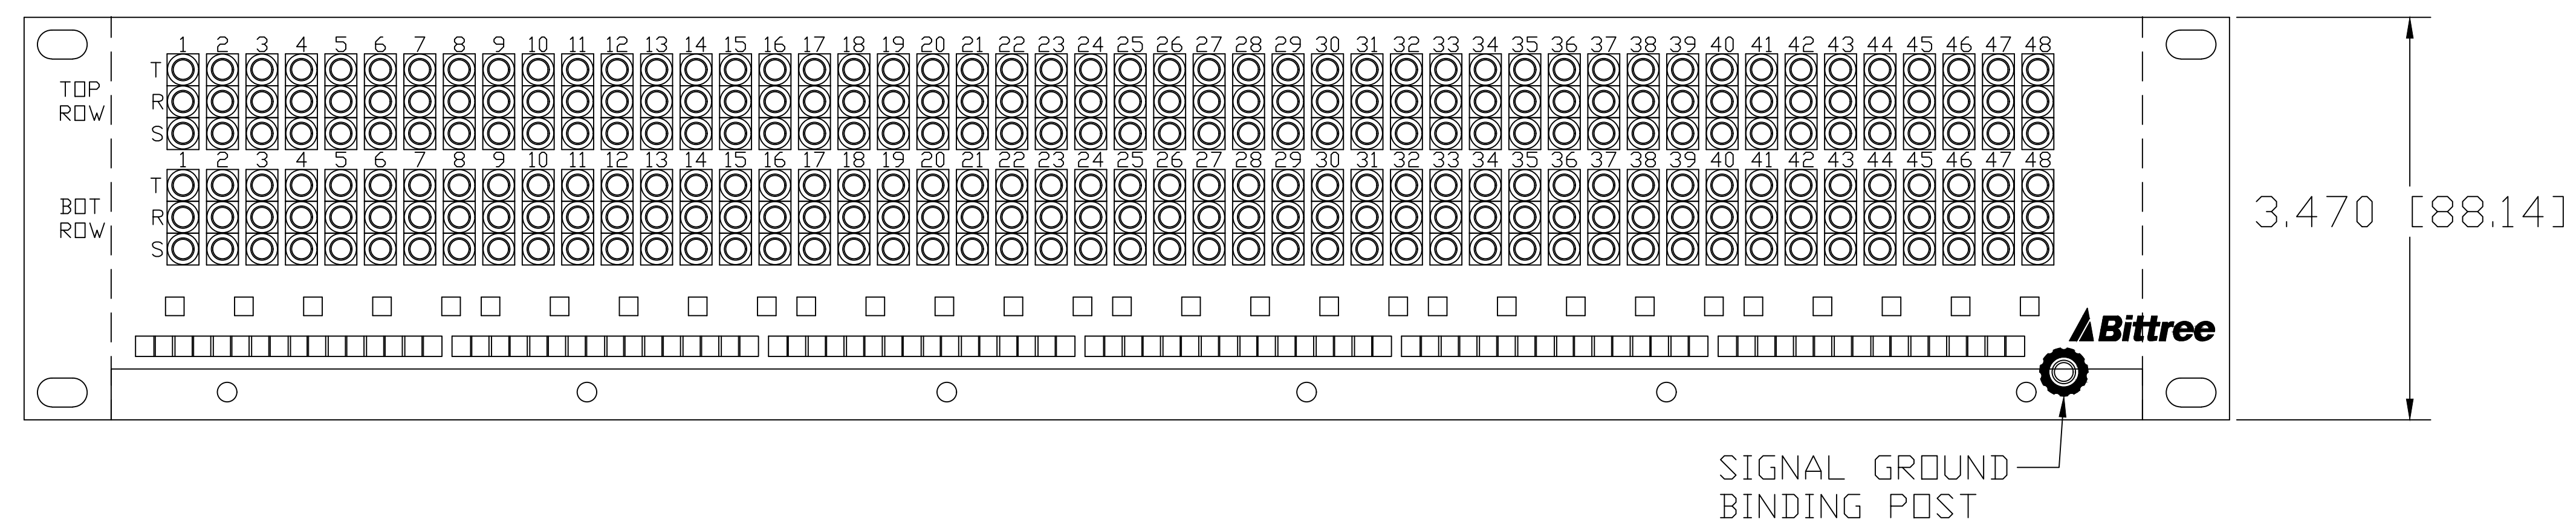 1 2 3 4 5 6 7 8 9 10 11 12 13 14 15 16 17 18 19 20 21 22 23 24 25 26 27 28 29 30 31 32 33 34 35 36 37 38 39 40 41 42 43 44 45 46 47 48
T
TOP
R
ROW
S
1 2 3 4 5 6 7 8 9 10 11 12 13 14 15 16 17 18 19 20 21 22 23 24 25 26 27 28 29 30 31 32 33 34 35 36 37 38 39 40 41 42 43 44 45 46 47 48
T
BOT
R
ROW
S
3.470 [88.14]
Bittree
SIGNAL GROUND
BINDING POST